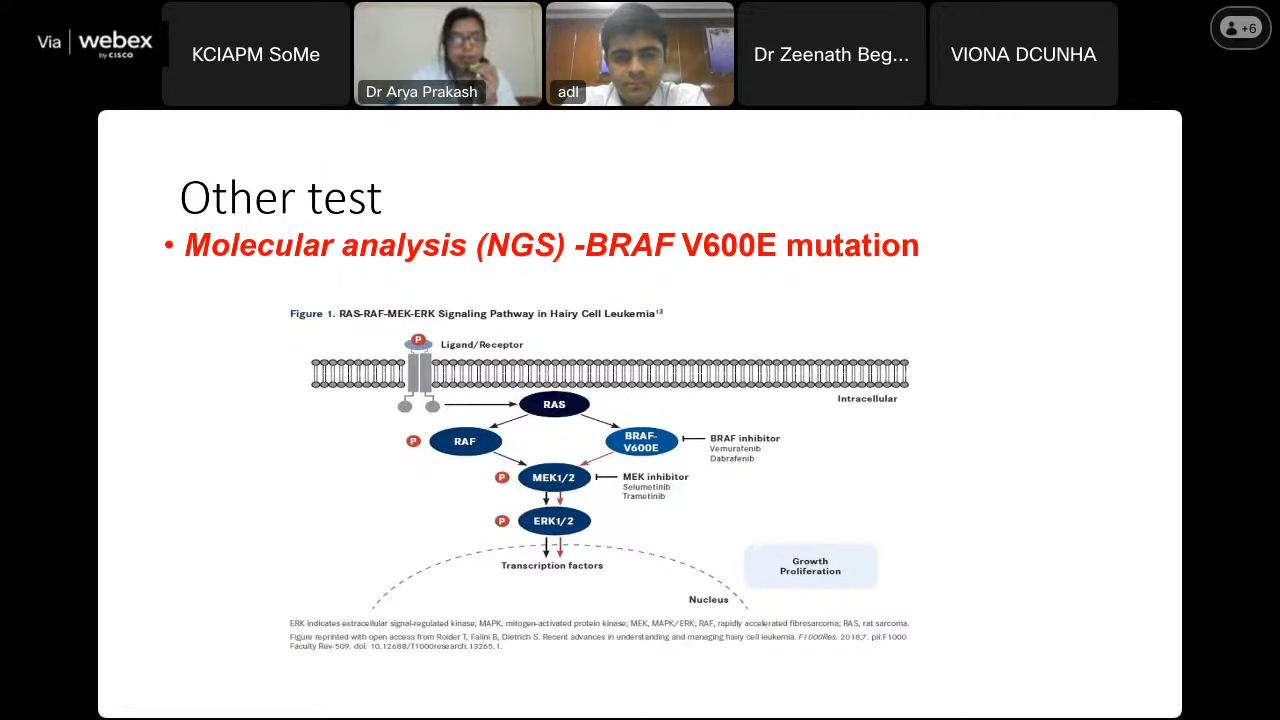 Via webex
by CISCO
KCIAPM SoMe
Dr Arya Prakash
adl
Dr Zeenath Beg...
VIONA DCUNHA
+6
Other test
• Molecular analysis (NGS) -BRAF V600E mutation
Figure 1. RAS-RAF-MEK-ERK Signaling Pathway in Hairy Cell Leukemia¹³
P
Ligand/Receptor
Intracellular
RAS
P
RAF
BRAF-
V600E
BRAF inhibitor
Vemurafenib
Dabrafenib
P
MEK1/2
MEK inhibitor
Selumetinib
Trametinib
P
ERK1/2
Transcription factors
Growth
Proliferation
Nucleus
ERK indicates extracellular signal-regulated kinase; MAPK, mitogen-activated protein kinase; MEK, MAPK/ERK; RAF, rapidly accelerated fibrosarcoma; RAS, rat sarcoma.
Figure reprinted with open access from Roider T, Falini B, Dietrich S. Recent advances in understanding and managing hairy cell leukemia. F1000Res. 2018;7. pii:F1000
Faculty Rev-509. doi: 10.12688/f1000research.13265.1.